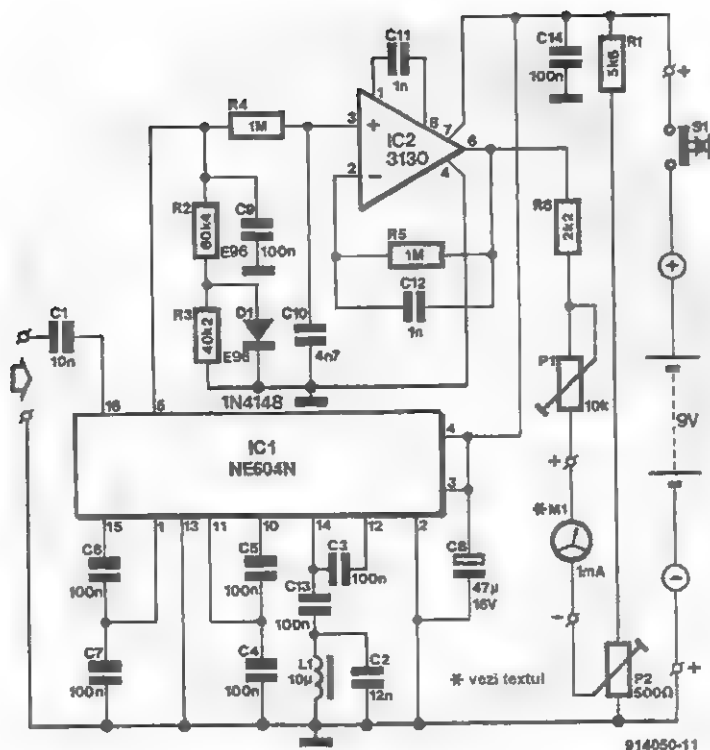 C11
1n
C14
100n
R1
5k6
+
S1
R4
1M
3
1
8
7
6
+
IC2
3130
2
-
4
R2
60k4
E96
C9
100n
R5
1M
C12
1n
R6
2k2
+
C1
10n
R3
40k2
E96
D1
C10
4n7
P1
10k
1N4148
16
5
IC1
NE604N
4
3
9V
+
*M1
1mA
15
1
13
11
10
14
12
2
C6
100n
C5
100n
C3
100n
C13
100n
47µ
16V
-
-
C7
100n
C4
100n
L1
10µ
C2
12n
* vezi textul
P2
500Ω
+
914050-11